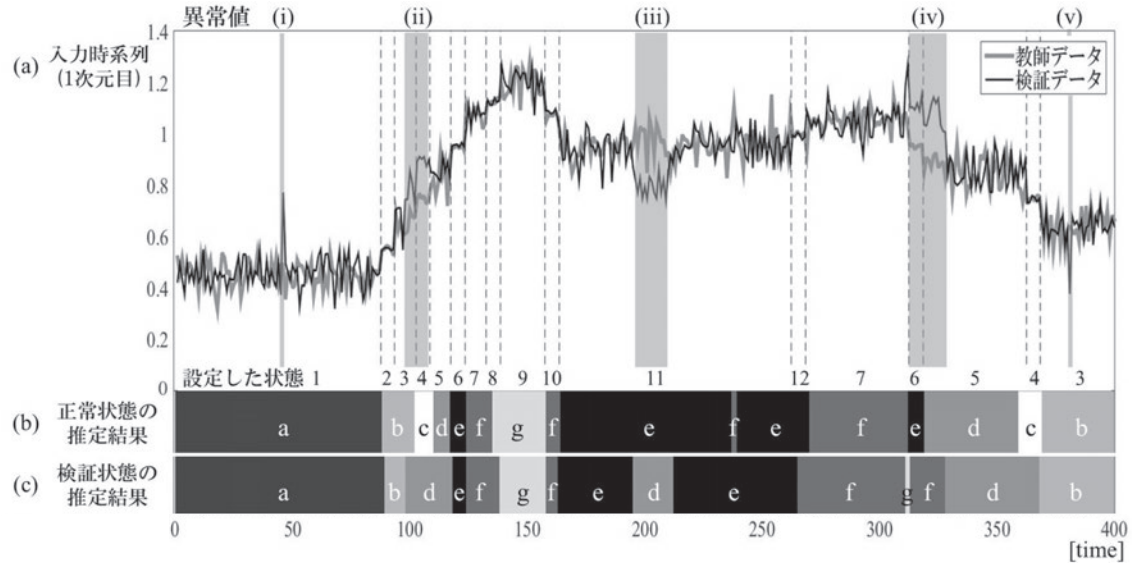 異常値 (i) (ii) (iii) (iv) (v)
(a) 入力時系列
(1次元目)
1.4
1.2
1
0.8
0.6
0.4
0.2
0
教師データ
検証データ
設定した状態 1 2 3 4 5 6 7 8 9 10 11 12 7 6 5 4 3
(b) 正常状態の
推定結果
a b c d e f g f e f e f e d c b
(c) 検証状態の
推定結果
a b d e f g f e d e f g f d b
0 50 100 150 200 250 300 350 400
[time]